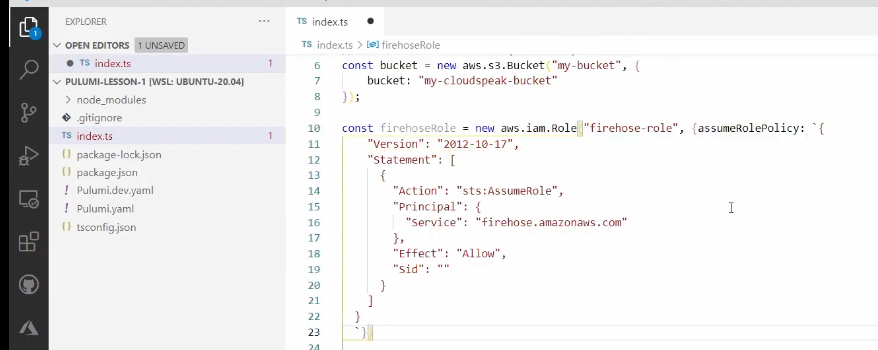 EXPLORER
...
TS index.ts
OPEN EDITORS 1 UNSAVED
TS index.ts 1
PULUMI-LESSON-1 [WSL: UBUNTU-20.04]
node_modules
.gitignore
TS index.ts 1
package-lock.json
package.json
! Pulumi.dev.yaml
! Pulumi.yaml
tsconfig.json
1
TS index.ts > firehoseRole
6 const bucket = new aws.s3.Bucket("my-bucket", {
7 bucket: "my-cloudspeak-bucket"
8 });
9
10 const firehoseRole = new aws.iam.Role("firehose-role", {assumeRolePolicy: `{
11 "Version": "2012-10-17",
12 "Statement": [
13 {
14 "Action": "sts:AssumeRole",
15 "Principal": {
16 "Service": "firehose.amazonaws.com"
17 },
18 "Effect": "Allow",
19 "Sid": ""
20 }
21 ]
22 }
23 `})
24